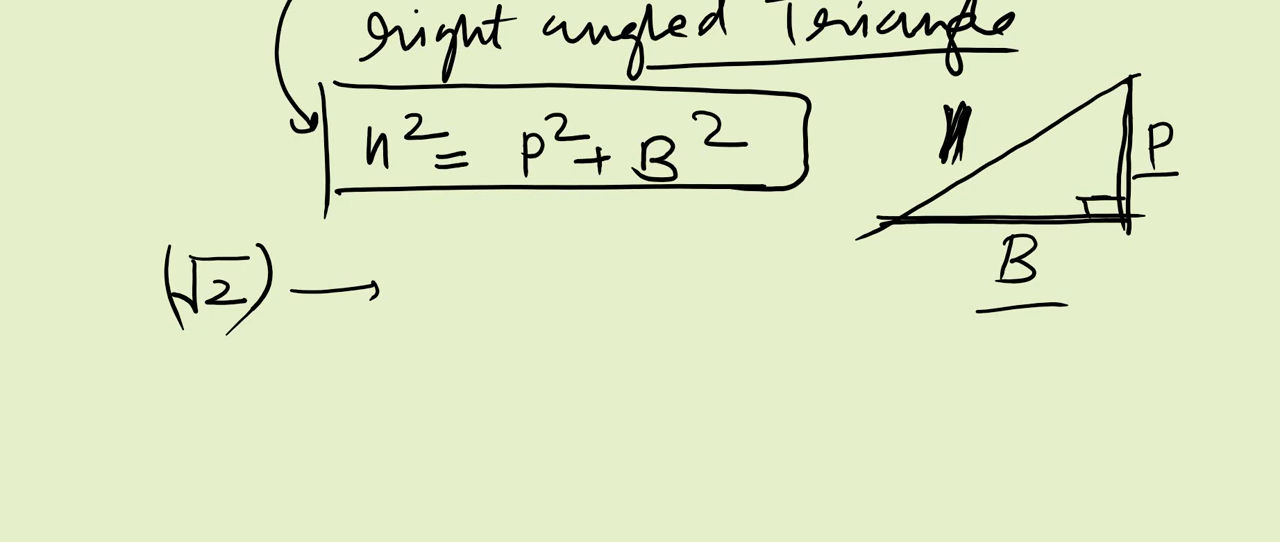 right angled Triangle
H² = P² + B²
P
B
(√2) →